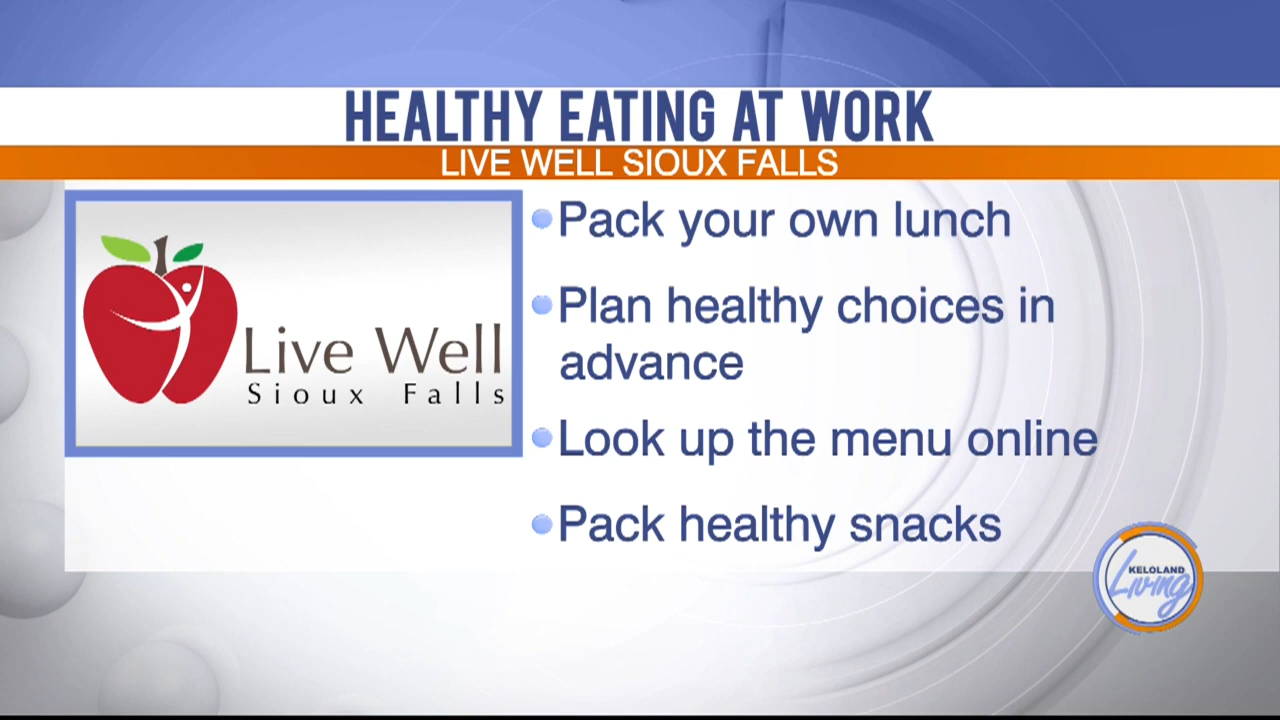 HEALTHY EATING AT WORK
LIVE WELL SIOUX FALLS
Live Well
Sioux Falls
Pack your own lunch
Plan healthy choices in
advance
Look up the menu online
Pack healthy snacks
KELOLAND
Living